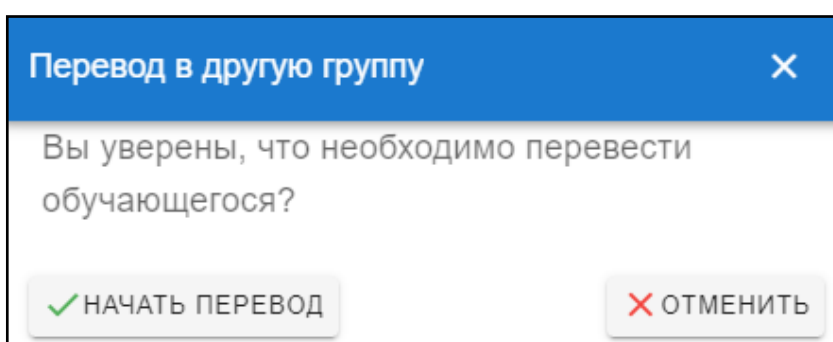 Перевод в другую группу
Вы уверены, что необходимо перевести
обучающегося?
НАЧАТЬ ПЕРЕВОД
ОТМЕНИТЬ